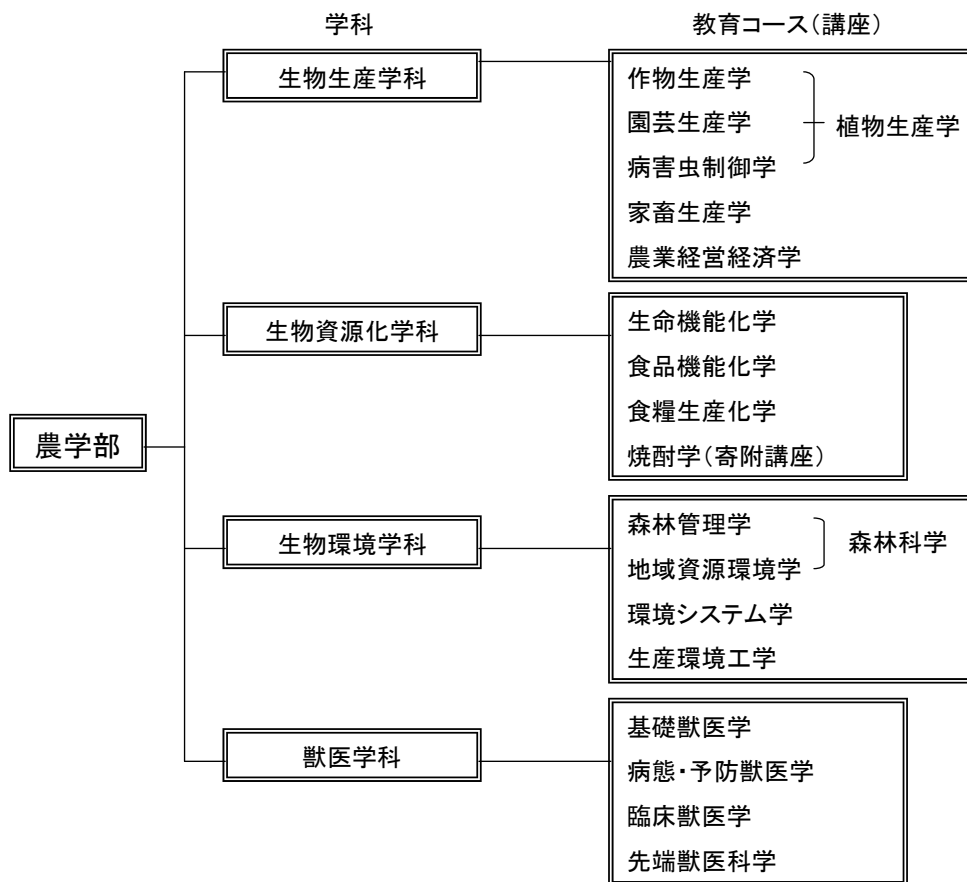 学科
教育コース(講座)
生物生産学科
作物生産学
園芸生産学
病害虫制御学
植物生産学
家畜生産学
農業経営経済学
生物資源化学科
生命機能化学
食品機能化学
食糧生産化学
焼酎学(寄附講座)
農学部
生物環境学科
森林管理学
地域資源環境学
森林科学
環境システム学
生産環境工学
獣医学科
基礎獣医学
病態・予防獣医学
臨床獣医学
先端獣医科学